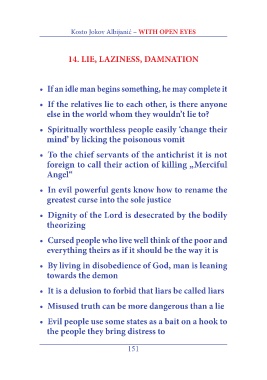 Kosto Jokov Albijanić – WITH OPEN EYES
14. LIE, LAZINESS, DAMNATION
• If an idle man begins something, he may complete it
• If the relatives lie to each other, is there anyone
else in the world whom they wouldn't lie to?
• Spiritually worthless people easily 'change their
mind' by licking the poisonous vomit
• To the chief servants of the antichrist it is not
foreign to call their action of killing „Merciful
Angel"
• In evil powerful gents know how to rename the
greatest curse into the sole justice
• Dignity of the Lord is desecrated by the bodily
theorizing
• Cursed people who live well think of the poor and
everything theirs as if it should be the way it is
• By living in disobedience of God, man is leaning
towards the demon
• It is a delusion to forbid that liars be called liars
• Misused truth can be more dangerous than a lie
• Evil people use some states as a bait on a hook to
the people they bring distress to
151